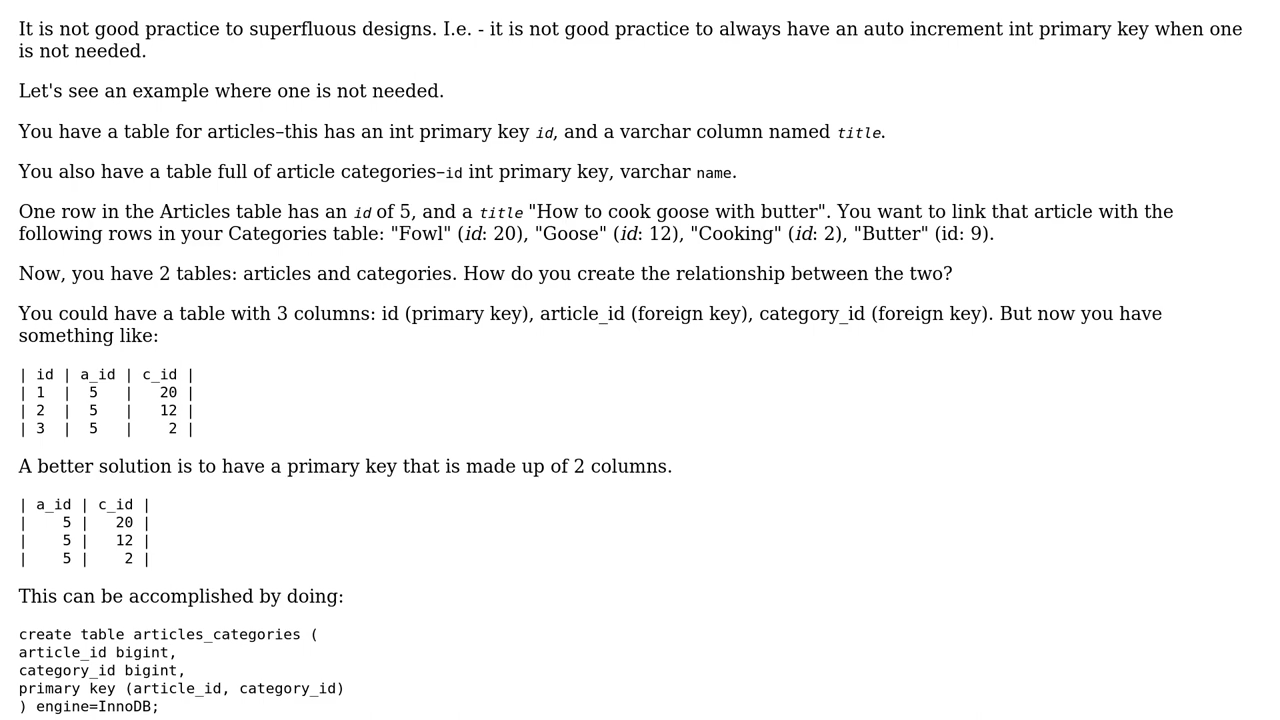 It is not good practice to superfluous designs. I.e. - it is not good practice to always have an auto increment int primary key when one
is not needed.
Let's see an example where one is not needed.
You have a table for articles–this has an int primary key id, and a varchar column named title.
You also have a table full of article categories–id int primary key, varchar name.
One row in the Articles table has an id of 5, and a title "How to cook goose with butter". You want to link that article with the
following rows in your Categories table: "Fowl" (id: 20), "Goose" (id: 12), "Cooking" (id: 2), "Butter" (id: 9).
Now, you have 2 tables: articles and categories. How do you create the relationship between the two?
You could have a table with 3 columns: id (primary key), article_id (foreign key), category_id (foreign key). But now you have
something like:
| id | a_id | c_id |
| 1  |  5   |   20 |
| 2  |  5   |   12 |
| 3  |  5   |    2 |
A better solution is to have a primary key that is made up of 2 columns.
| a_id | c_id |
|    5 |   20 |
|    5 |   12 |
|    5 |    2 |
This can be accomplished by doing:
create table articles_categories (
article_id bigint,
category_id bigint,
primary key (article_id, category_id)
) engine=InnoDB;